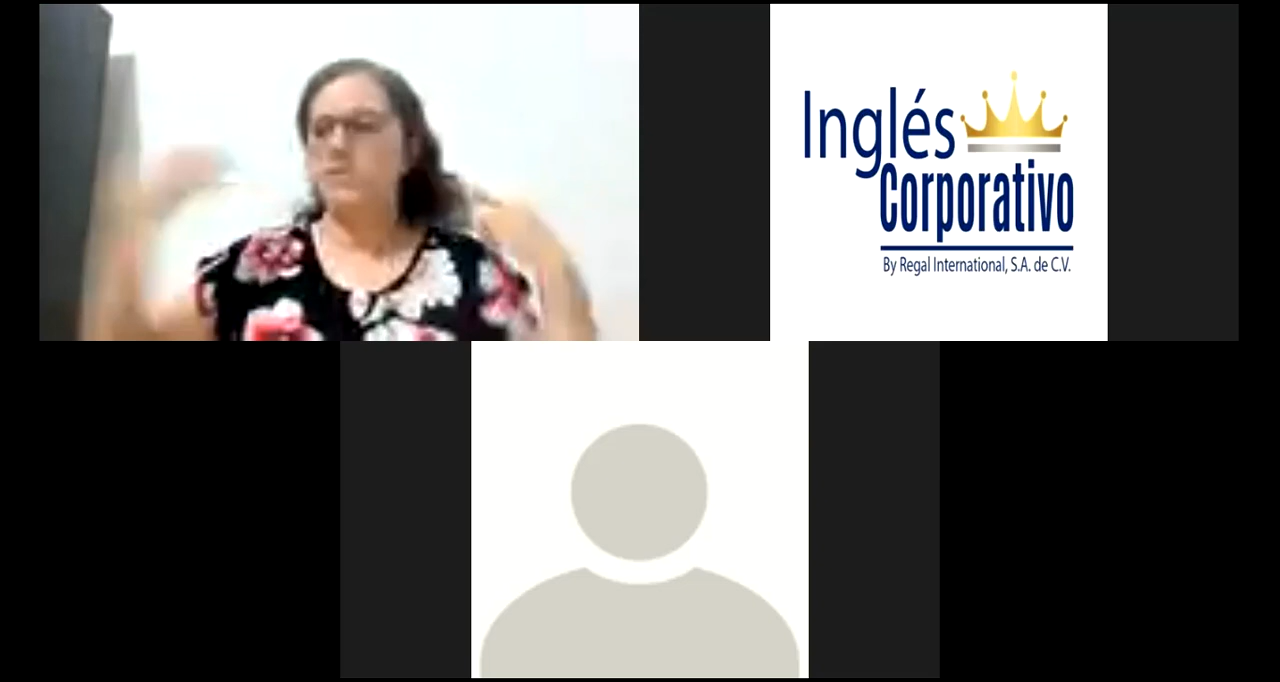 Inglés
Corporativo
By Regal International, S.A. de C.V.